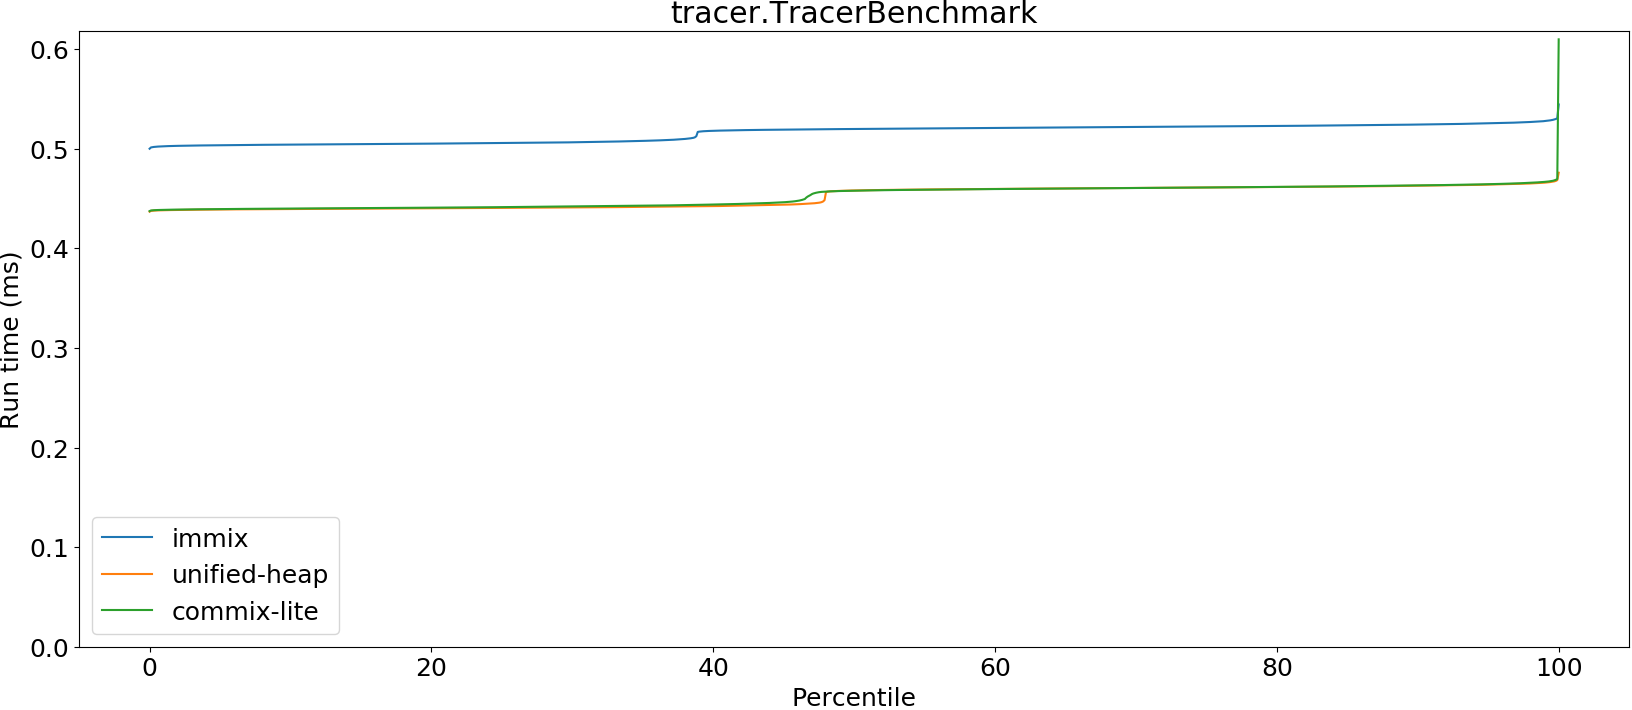 tracer.TracerBenchmark
Run time (ms)
0.6
0.5
0.4
0.3
0.2
0.1
0.0
immix
unified-heap
commix-lite
0 20 40 60 80 100
Percentile